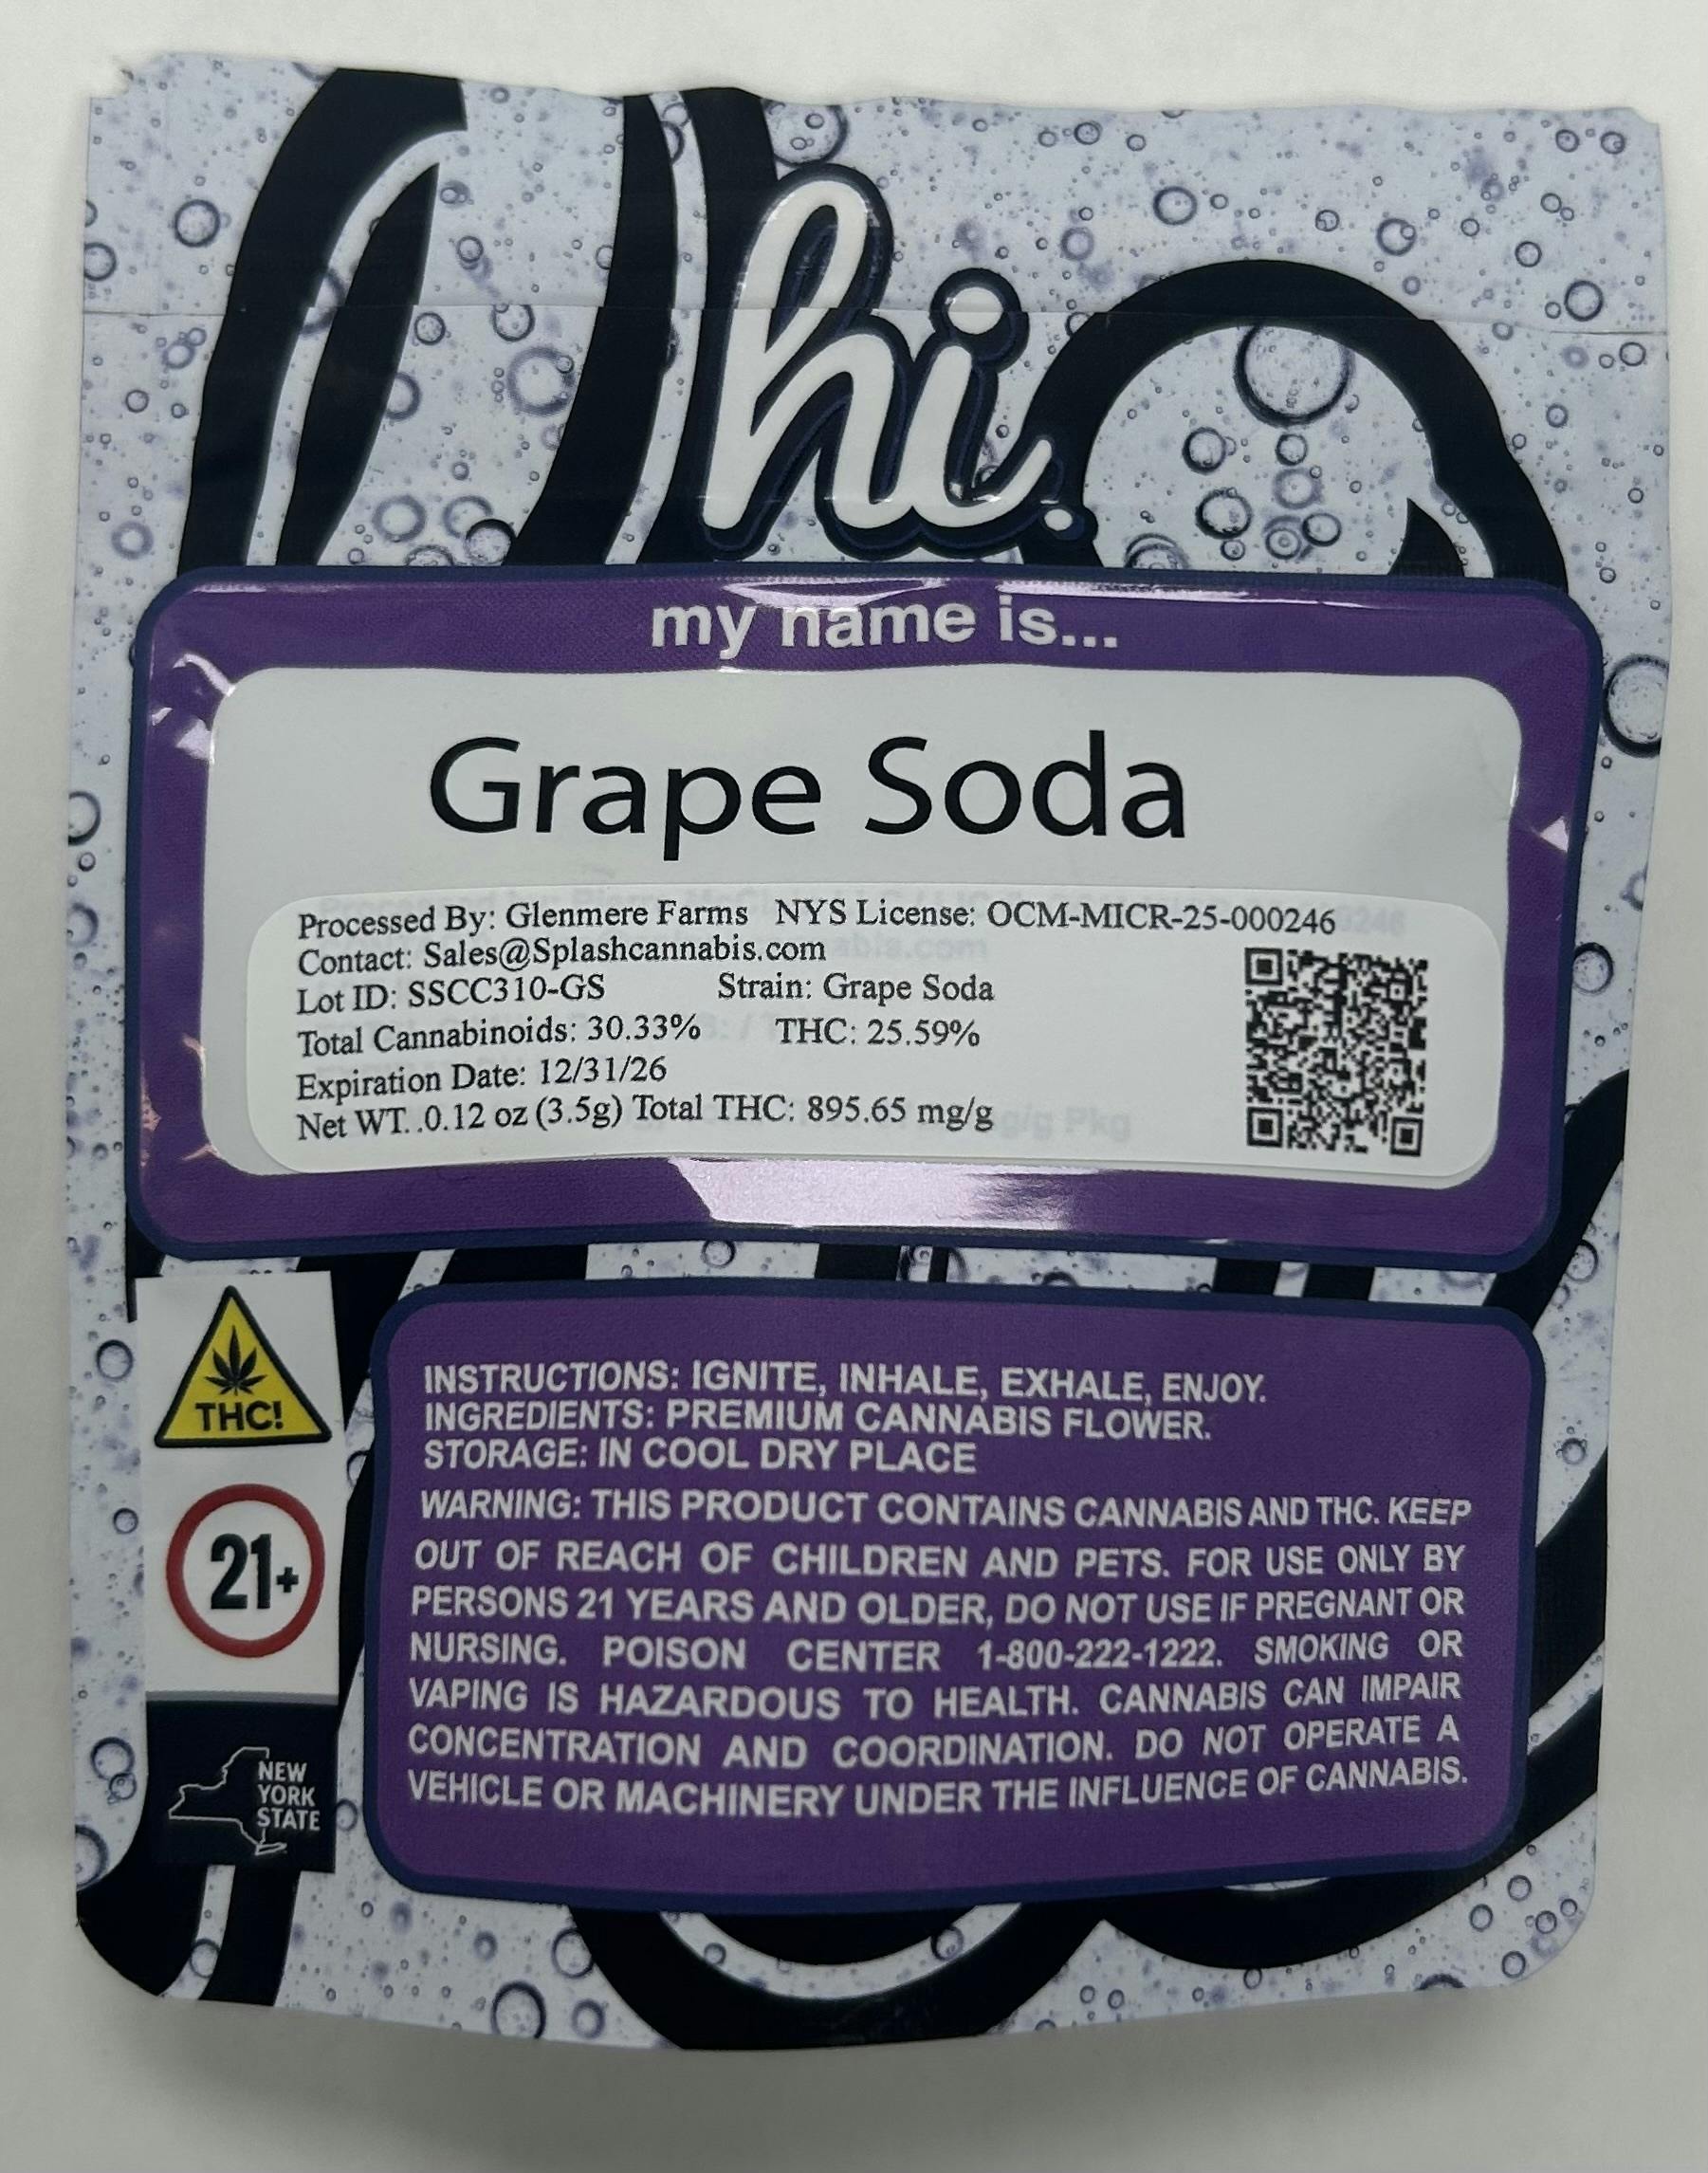 hi.
my name is...
Grape Soda
Processed By: Glenmere Farms NYS License: OCM-MICR-25-000246
Contact: Sales@Splashcannabis.com
Lot ID: SSCC310-GS Strain: Grape Soda
Total Cannabinoids: 30.33% THC: 25.59%
Expiration Date: 12/31/26
Net WT. .0.12 oz (3.5g) Total THC: 895.65 mg/g
THC!
21+
NEW
YORK
STATE
INSTRUCTIONS: IGNITE, INHALE, EXHALE, ENJOY.
INGREDIENTS: PREMIUM CANNABIS FLOWER.
STORAGE: IN COOL DRY PLACE
WARNING: THIS PRODUCT CONTAINS CANNABIS AND THC. KEEP
OUT OF REACH OF CHILDREN AND PETS. FOR USE ONLY BY
PERSONS 21 YEARS AND OLDER, DO NOT USE IF PREGNANT OR
NURSING. POISON CENTER 1-800-222-1222. SMOKING OR
VAPING IS HAZARDOUS TO HEALTH. CANNABIS CAN IMPAIR
CONCENTRATION AND COORDINATION. DO NOT OPERATE A
VEHICLE OR MACHINERY UNDER THE INFLUENCE OF CANNABIS.